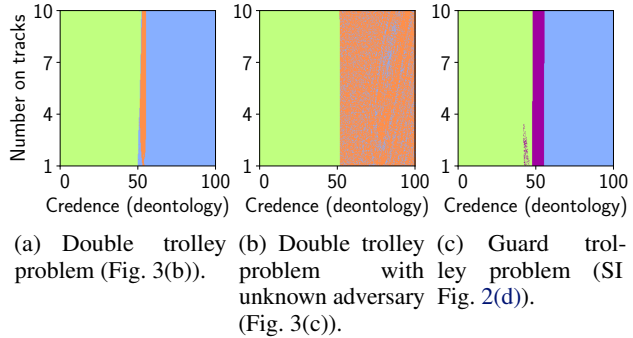 Number on tracks
10
7
4
1
0
50
100
Credence (deontology)
10
7
4
1
0
50
100
Credence (deontology)
10
7
4
1
0
50
100
Credence (deontology)
(a) Double trolley
problem (Fig. 3(b)).
(b) Double trolley
problem with
unknown adversary
(Fig. 3(c)).
(c) Guard trol-
ley problem (SI
Fig. 2(d)).